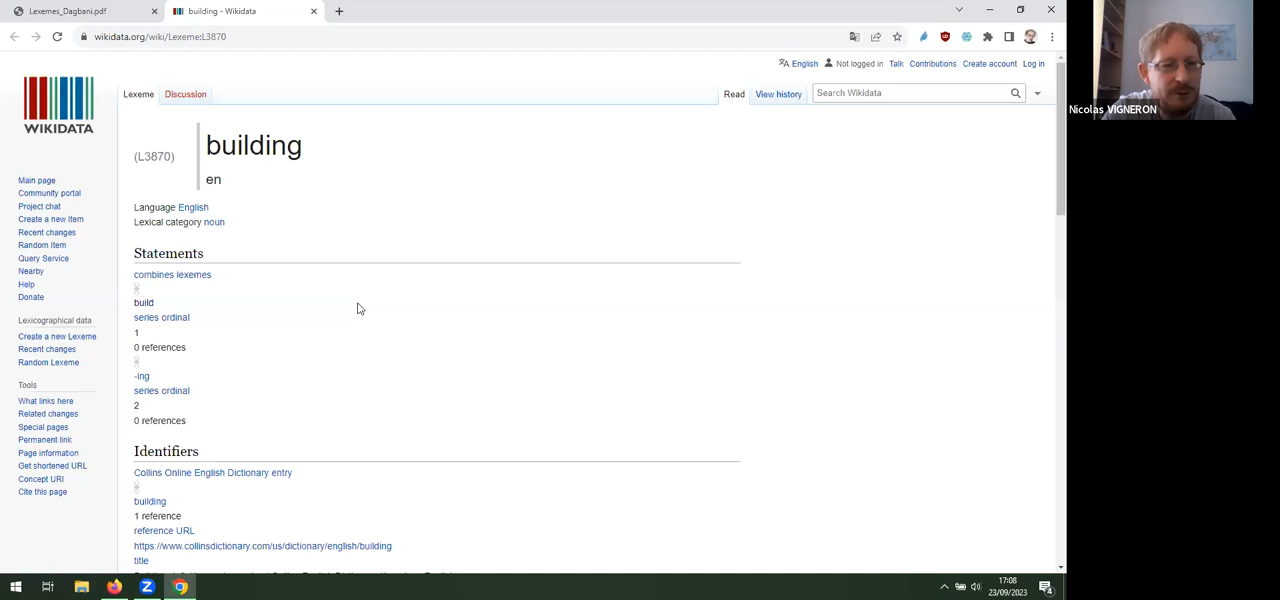 Lexemes_Dagbani.pdf
building - Wikidata
wikidata.org/wiki/Lexeme:L3870
English Not logged in Talk Contributions Create account Log in
Lexeme Discussion Read View history Search Wikidata
WIKIDATA
Main page
Community portal
Project chat
Create a new Item
Recent changes
Random Item
Query Service
Nearby
Help
Donate
Lexicographical data
Create a new Lexeme
Recent changes
Random Lexeme
Tools
What links here
Related changes
Special pages
Permanent link
Page information
Get shortened URL
Concept URI
Cite this page
(L3870)
building
en
Language English
Lexical category noun
Statements
combines lexemes
build
series ordinal
1
0 references
-ing
series ordinal
2
0 references
Identifiers
Collins Online English Dictionary entry
building
1 reference
reference URL
https://www.collinsdictionary.com/us/dictionary/english/building
title
Nicolas VIGNERON
17:08
23/09/2023
4